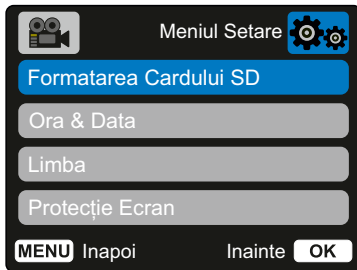 Meniul Setare
Formatarea Cardului SD
Ora & Data
Limba
Protecție Ecran
MENU Inapoi Inainte OK